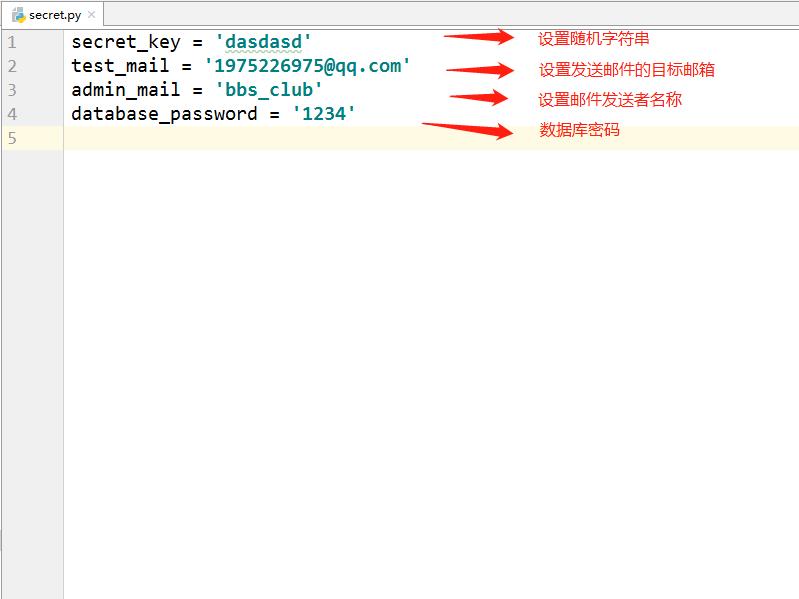 secret.py
1 secret_key = 'dasdasd' 设置随机字符串
2 test_mail = '1975226975@qq.com' 设置发送邮件的目标邮箱
3 admin_mail = 'bbs_club' 设置邮件发送者名称
4 database_password = '1234' 数据库密码
5